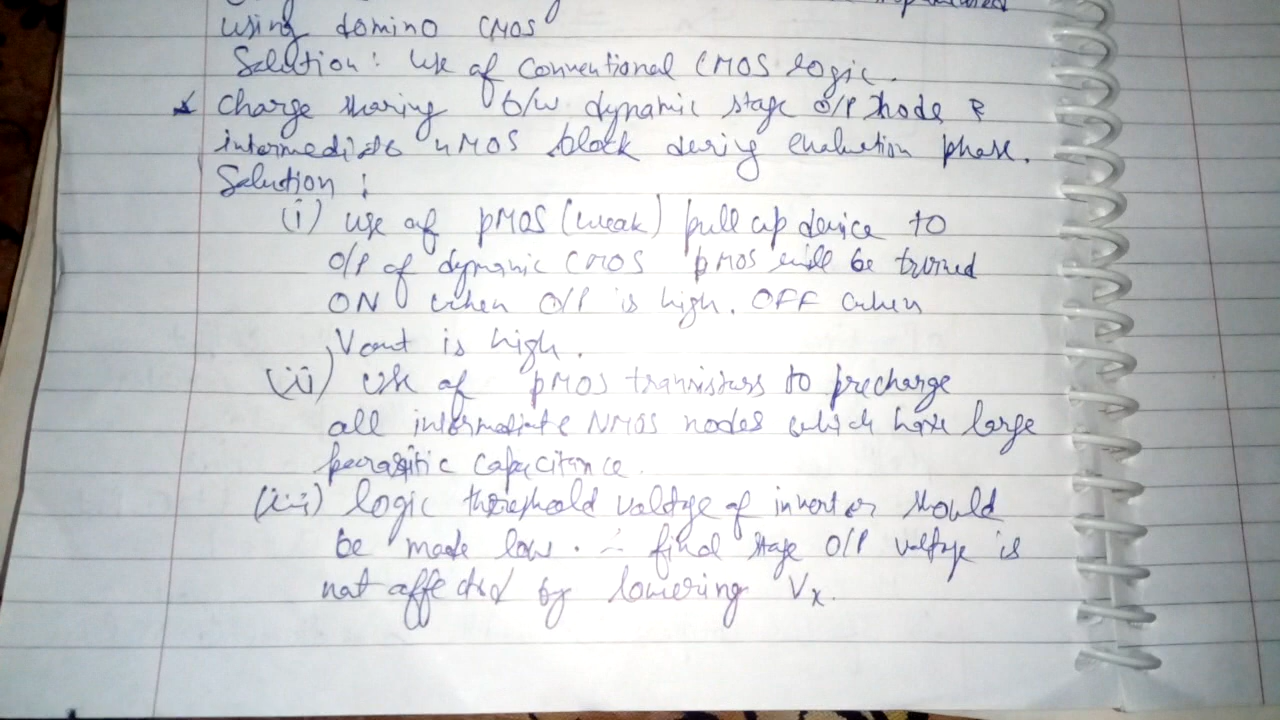 using domino CMOS
Solution: Use of Conventional CMOS logic.
* Charge sharing b/w dynamic stage O/P node &
intermediate nMOS block during evaluation phase.
Solution :
(i) use of pMOS (weak) pull up device to
O/P of dynamic CMOS pMOS will be turned
ON when O/P is high. OFF when
Vout is high.
(ii) Use of pMOS transistors to precharge
all intermediate NMOS nodes which have large
parasitic capacitance.
(iii) logic threshold voltage of inverter should
be made low. ∴ final stage O/P voltage is
not affected by lowering Vx.